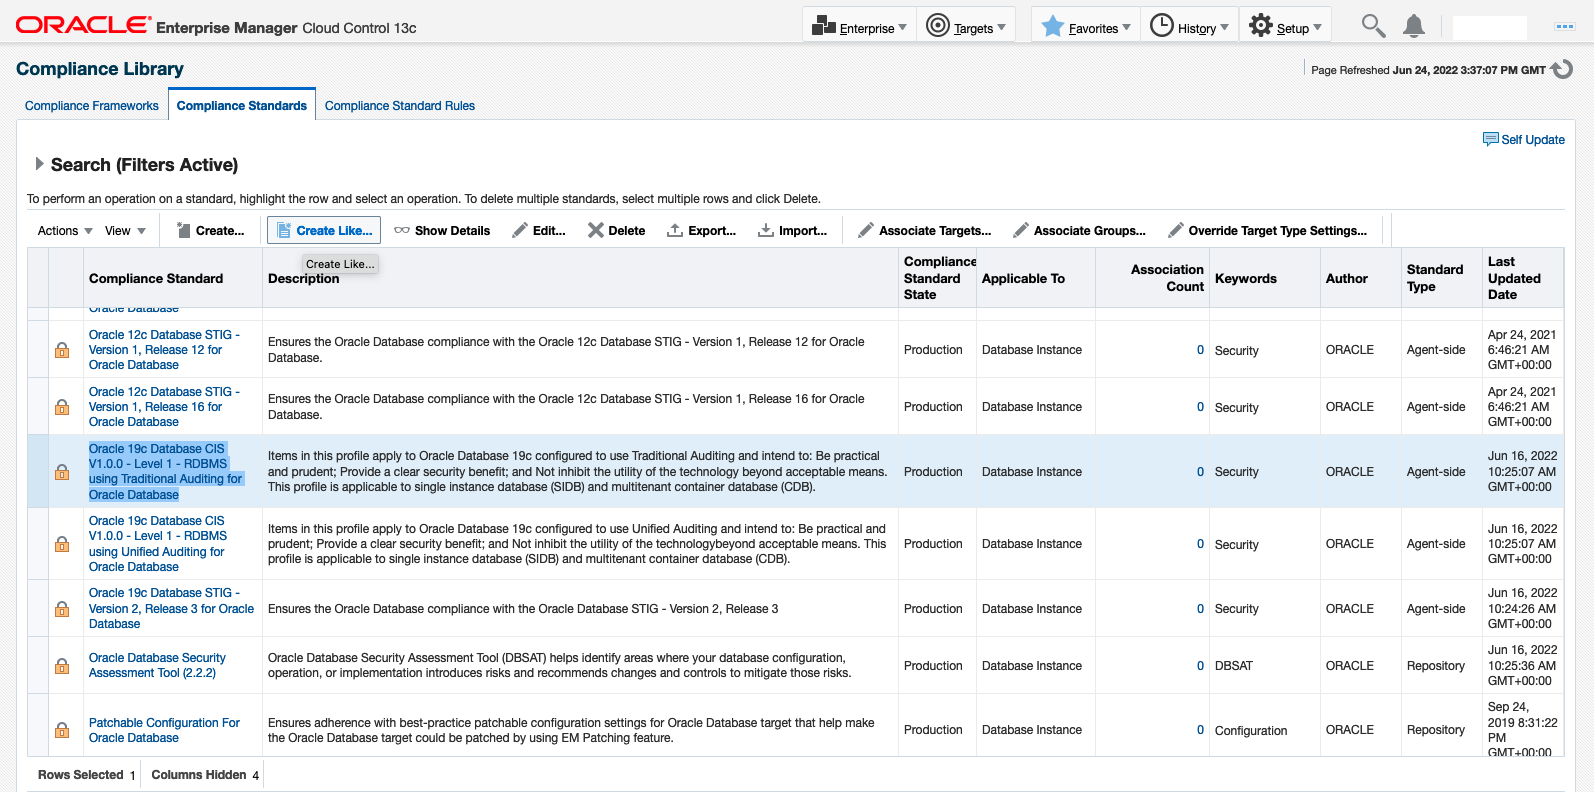 ORACLE Enterprise Manager Cloud Control 13c
Enterprise
Targets
Favorites
History
Setup
Compliance Library
Page Refreshed Jun 24, 2022 3:37:07 PM GMT
Compliance Frameworks
Compliance Standards
Compliance Standard Rules
Self Update
Search (Filters Active)
To perform an operation on a standard, highlight the row and select an operation. To delete multiple standards, select multiple rows and click Delete.
Actions
View
Create...
Create Like...
Show Details
Edit...
Delete
Export...
Import...
Associate Targets...
Associate Groups...
Override Target Type Settings...
Create Like...
Compliance Standard
Description
Compliance
Standard
State
Applicable To
Association
Count
Keywords
Author
Standard
Type
Last
Updated
Date
Oracle Database
Oracle 12c Database STIG -
Version 1, Release 12 for
Oracle Database
Ensures the Oracle Database compliance with the Oracle 12c Database STIG - Version 1, Release 12 for Oracle
Database.
Production
Database Instance
0
Security
ORACLE
Agent-side
Apr 24, 2021
6:46:21 AM
GMT+00:00
Oracle 12c Database STIG -
Version 1, Release 16 for
Oracle Database
Ensures the Oracle Database compliance with the Oracle 12c Database STIG - Version 1, Release 16 for Oracle
Database.
Production
Database Instance
0
Security
ORACLE
Agent-side
Apr 24, 2021
6:46:21 AM
GMT+00:00
Oracle 19c Database CIS
V1.0.0 - Level 1 - RDBMS
using Traditional Auditing for
Oracle Database
Items in this profile apply to Oracle Database 19c configured to use Traditional Auditing and intend to: Be practical
and prudent; Provide a clear security benefit; and Not inhibit the utility of the technology beyond acceptable means.
This profile is applicable to single instance database (SIDB) and multitenant container database (CDB).
Production
Database Instance
0
Security
ORACLE
Agent-side
Jun 16, 2022
10:25:07 AM
GMT+00:00
Oracle 19c Database CIS
V1.0.0 - Level 1 - RDBMS
using Unified Auditing for
Oracle Database
Items in this profile apply to Oracle Database 19c configured to use Unified Auditing and intend to: Be practical and
prudent; Provide a clear security benefit; and Not inhibit the utility of the technologybeyond acceptable means. This
profile is applicable to single instance database (SIDB) and multitenant container database (CDB).
Production
Database Instance
0
Security
ORACLE
Agent-side
Jun 16, 2022
10:25:07 AM
GMT+00:00
Oracle 19c Database STIG -
Version 2, Release 3 for Oracle
Database
Ensures the Oracle Database compliance with the Oracle Database STIG - Version 2, Release 3
Production
Database Instance
0
Security
ORACLE
Agent-side
Jun 16, 2022
10:24:26 AM
GMT+00:00
Oracle Database Security
Assessment Tool (2.2.2)
Oracle Database Security Assessment Tool (DBSAT) helps identify areas where your database configuration,
operation, or implementation introduces risks and recommends changes and controls to mitigate those risks.
Production
Database Instance
0
DBSAT
ORACLE
Repository
Jun 16, 2022
10:25:36 AM
GMT+00:00
Patchable Configuration For
Oracle Database
Ensures adherence with best-practice patchable configuration settings for Oracle Database target that help make
the Oracle Database target could be patched by using EM Patching feature.
Production
Database Instance
0
Configuration
ORACLE
Repository
Sep 24,
2019 8:31:22
PM
GMT+00:00
Rows Selected 1
Columns Hidden 4